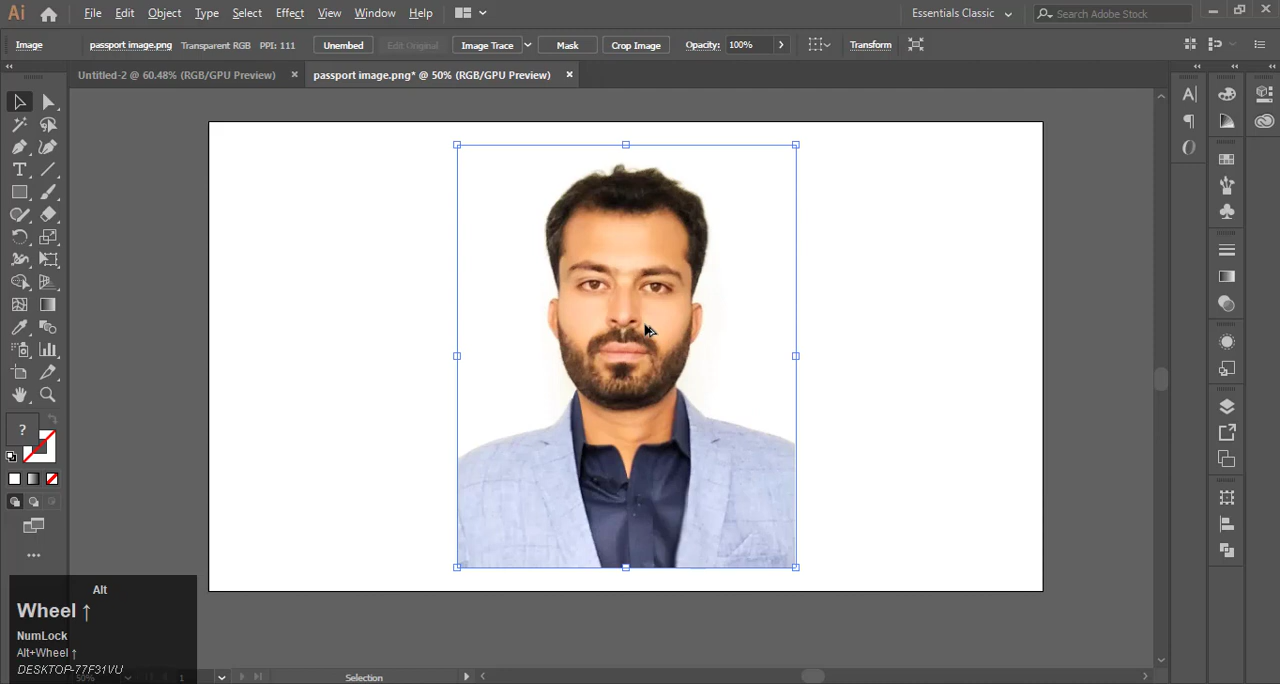 Ai File Edit Object Type Select Effect View Window Help Essentials Classic Search Adobe Stock
Image passport image.png Transparent RGB PPI: 111 Unembed Edit Original Image Trace Mask Crop Image Opacity: 100% Transform
Untitled-2 @ 60.48% (RGB/GPU Preview) × passport image.png* @ 50% (RGB/GPU Preview) ×
?
Alt
Wheel ↑
NumLock
Alt+Wheel ↑
DESKTOP-77F31VU
50% 1 Selection